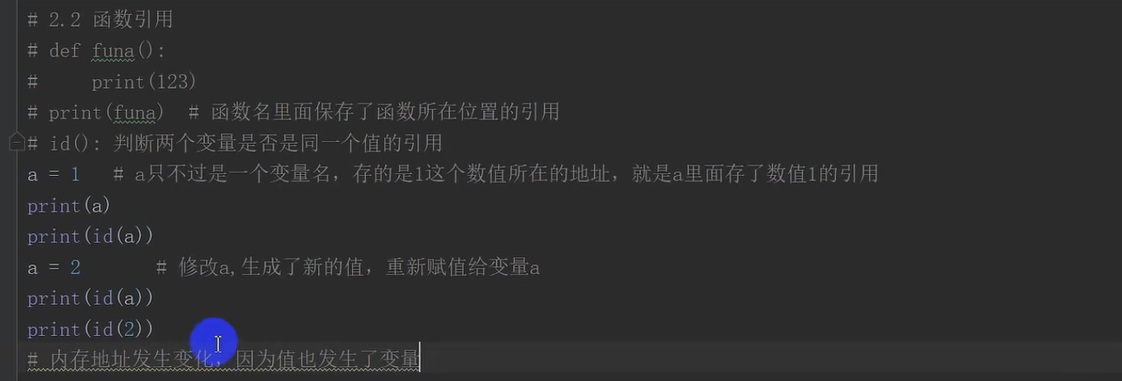 # 2.2 函数引用
# def funa():
#     print(123)
# print(funa)  # 函数名里面保存了函数所在位置的引用
# id(): 判断两个变量是否是同一个值的引用
a = 1   # a只不过是一个变量名，存的是1这个数值所在的地址，就是a里面存了数值1的引用
print(a)
print(id(a))
a = 2       # 修改a,生成了新的值，重新赋值给变量a
print(id(a))
print(id(2))
# 内存地址发生变化，因为值也发生了变量